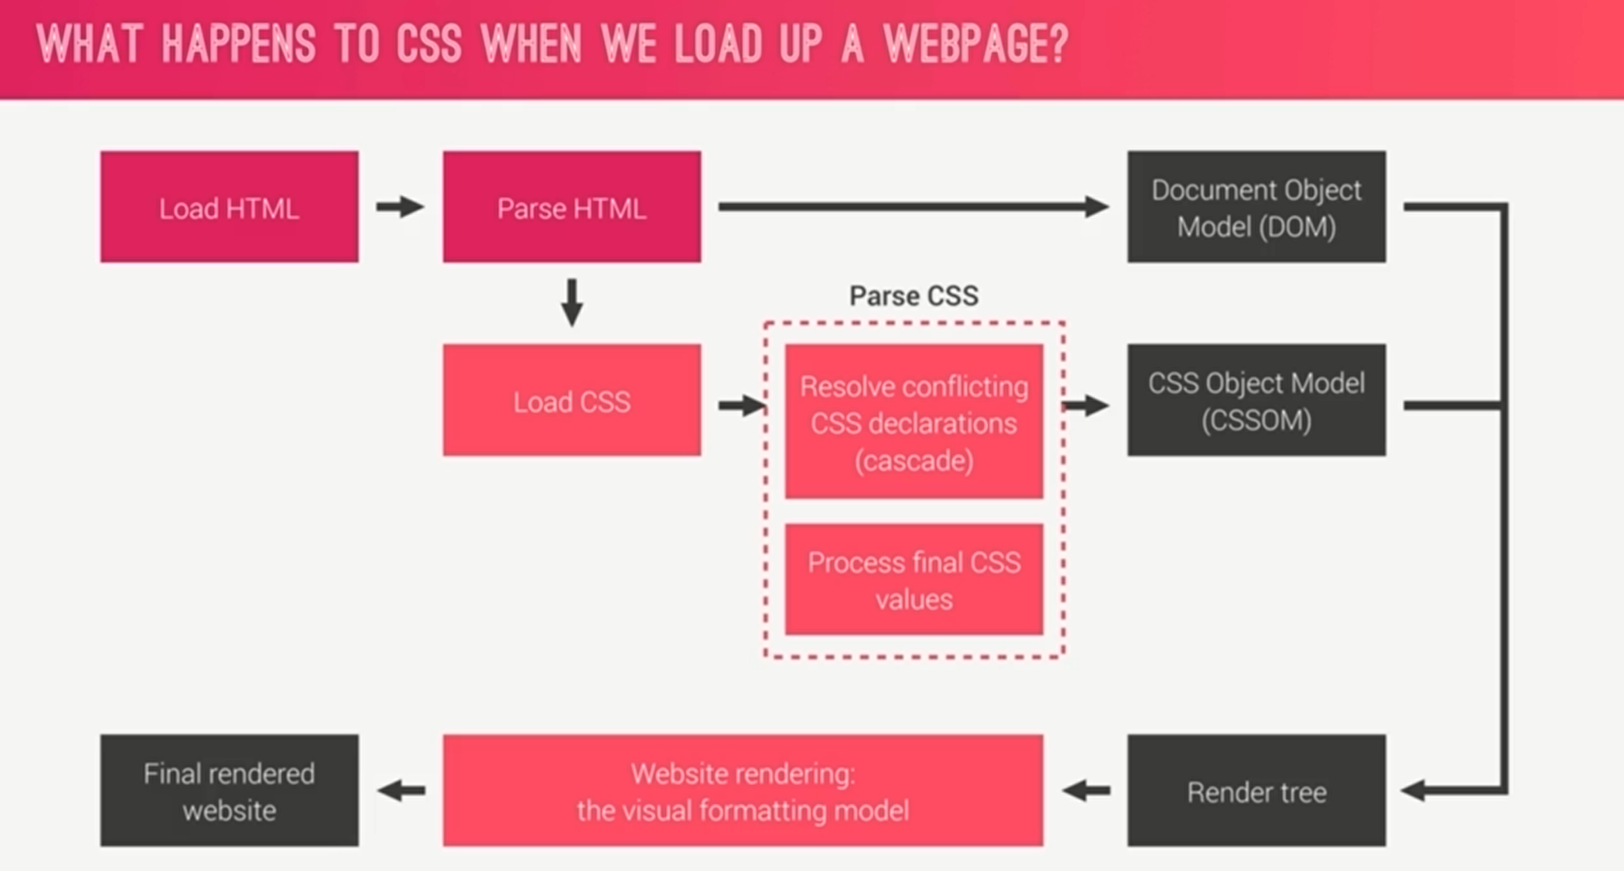 WHAT HAPPENS TO CSS WHEN WE LOAD UP A WEBPAGE?
Load HTML
Parse HTML
Document Object
Model (DOM)
Parse CSS
Load CSS
Resolve conflicting
CSS declarations
(cascade)
CSS Object Model
(CSSOM)
Process final CSS
values
Final rendered
website
Website rendering:
the visual formatting model
Render tree